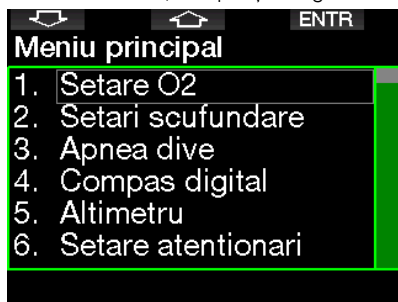 ENTR
Meniu principal
1. Setare O2
2. Setari scufundare
3. Apnea dive
4. Compas digital
5. Altimetru
6. Setare atentionari